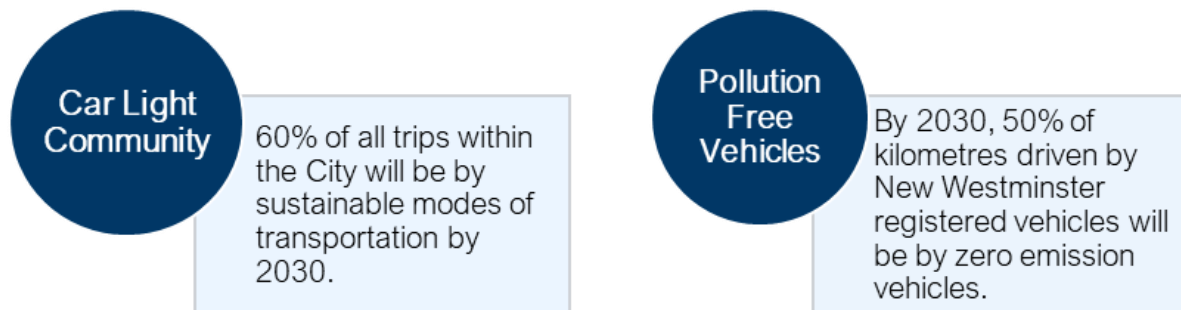 Car Light
Community
60% of all trips within
the City will be by
sustainable modes of
transportation by
2030.
Pollution
Free
Vehicles
By 2030, 50% of
kilometres driven by
New Westminster
registered vehicles will
be by zero emission
vehicles.